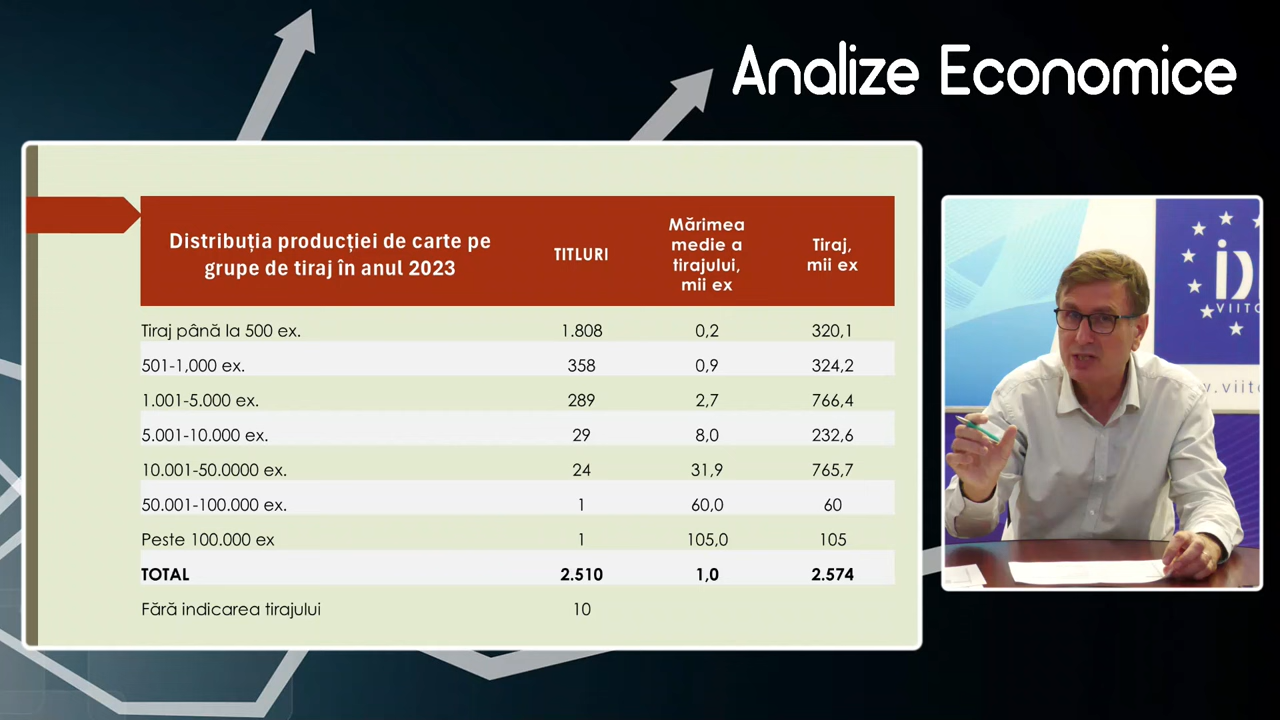 Analize Economice
Distribuția producției de carte pe
grupe de tiraj în anul 2023
TITLURI
Mărimea
medie a
tirajului,
mii ex
Tiraj,
mii ex
Tiraj până la 500 ex. 1.808 0,2 320,1
501-1,000 ex. 358 0,9 324,2
1.001-5.000 ex. 289 2,7 766,4
5.001-10.000 ex. 29 8,0 232,6
10.001-50.0000 ex. 24 31,9 765,7
50.001-100.000 ex. 1 60,0 60
Peste 100.000 ex 1 105,0 105
TOTAL 2.510 1,0 2.574
Fără indicarea tirajului 10